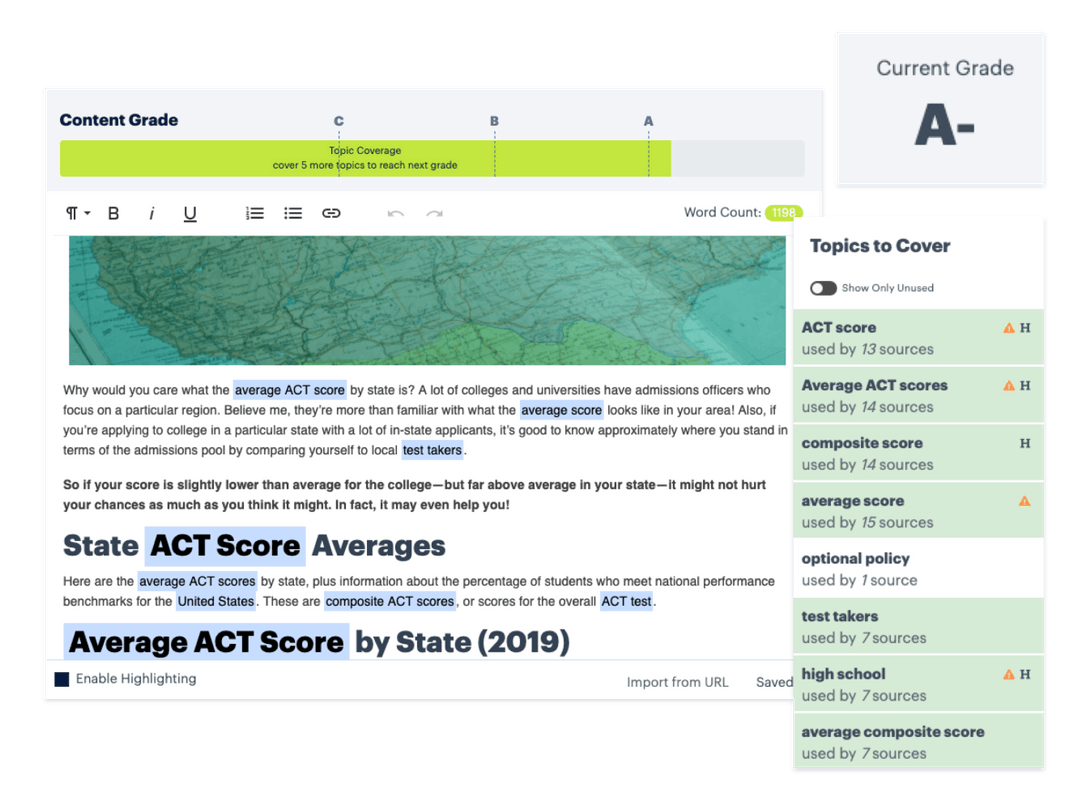 Current Grade
A-
Content Grade
C B A
Topic Coverage
cover 5 more topics to reach next grade
¶ B i U
Word Count: 1198
Why would you care what the average ACT score by state is? A lot of colleges and universities have admissions officers who
focus on a particular region. Believe me, they're more than familiar with what the average score looks like in your area! Also, if
you're applying to college in a particular state with a lot of in-state applicants, it's good to know approximately where you stand in
terms of the admissions pool by comparing yourself to local test takers.
So if your score is slightly lower than average for the college—but far above average in your state—it might not hurt
your chances as much as you think it might. In fact, it may even help you!
State ACT Score Averages
Here are the average ACT scores by state, plus information about the percentage of students who meet national performance
benchmarks for the United States. These are composite ACT scores, or scores for the overall ACT test.
Average ACT Score by State (2019)
Enable Highlighting
Import from URL Saved
Topics to Cover
Show Only Unused
ACT score H
used by 13 sources
Average ACT scores H
used by 14 sources
composite score H
used by 14 sources
average score
used by 15 sources
optional policy
used by 1 source
test takers
used by 7 sources
high school H
used by 7 sources
average composite score
used by 7 sources